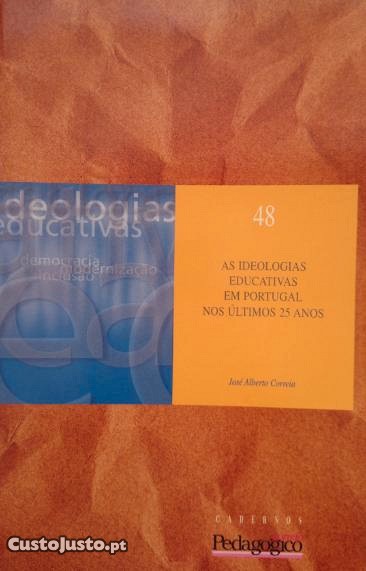 deologias
educativas
democracia
modernização
inclusão
48
AS IDEOLOGIAS
EDUCATIVAS
EM PORTUGAL
NOS ÚLTIMOS 25 ANOS
José Alberto Correia
CADERNOS
Pedagógico
CustoJusto.pt